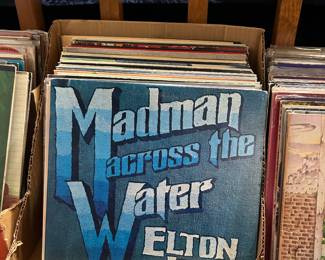 Madman
across the
Water
ELTON